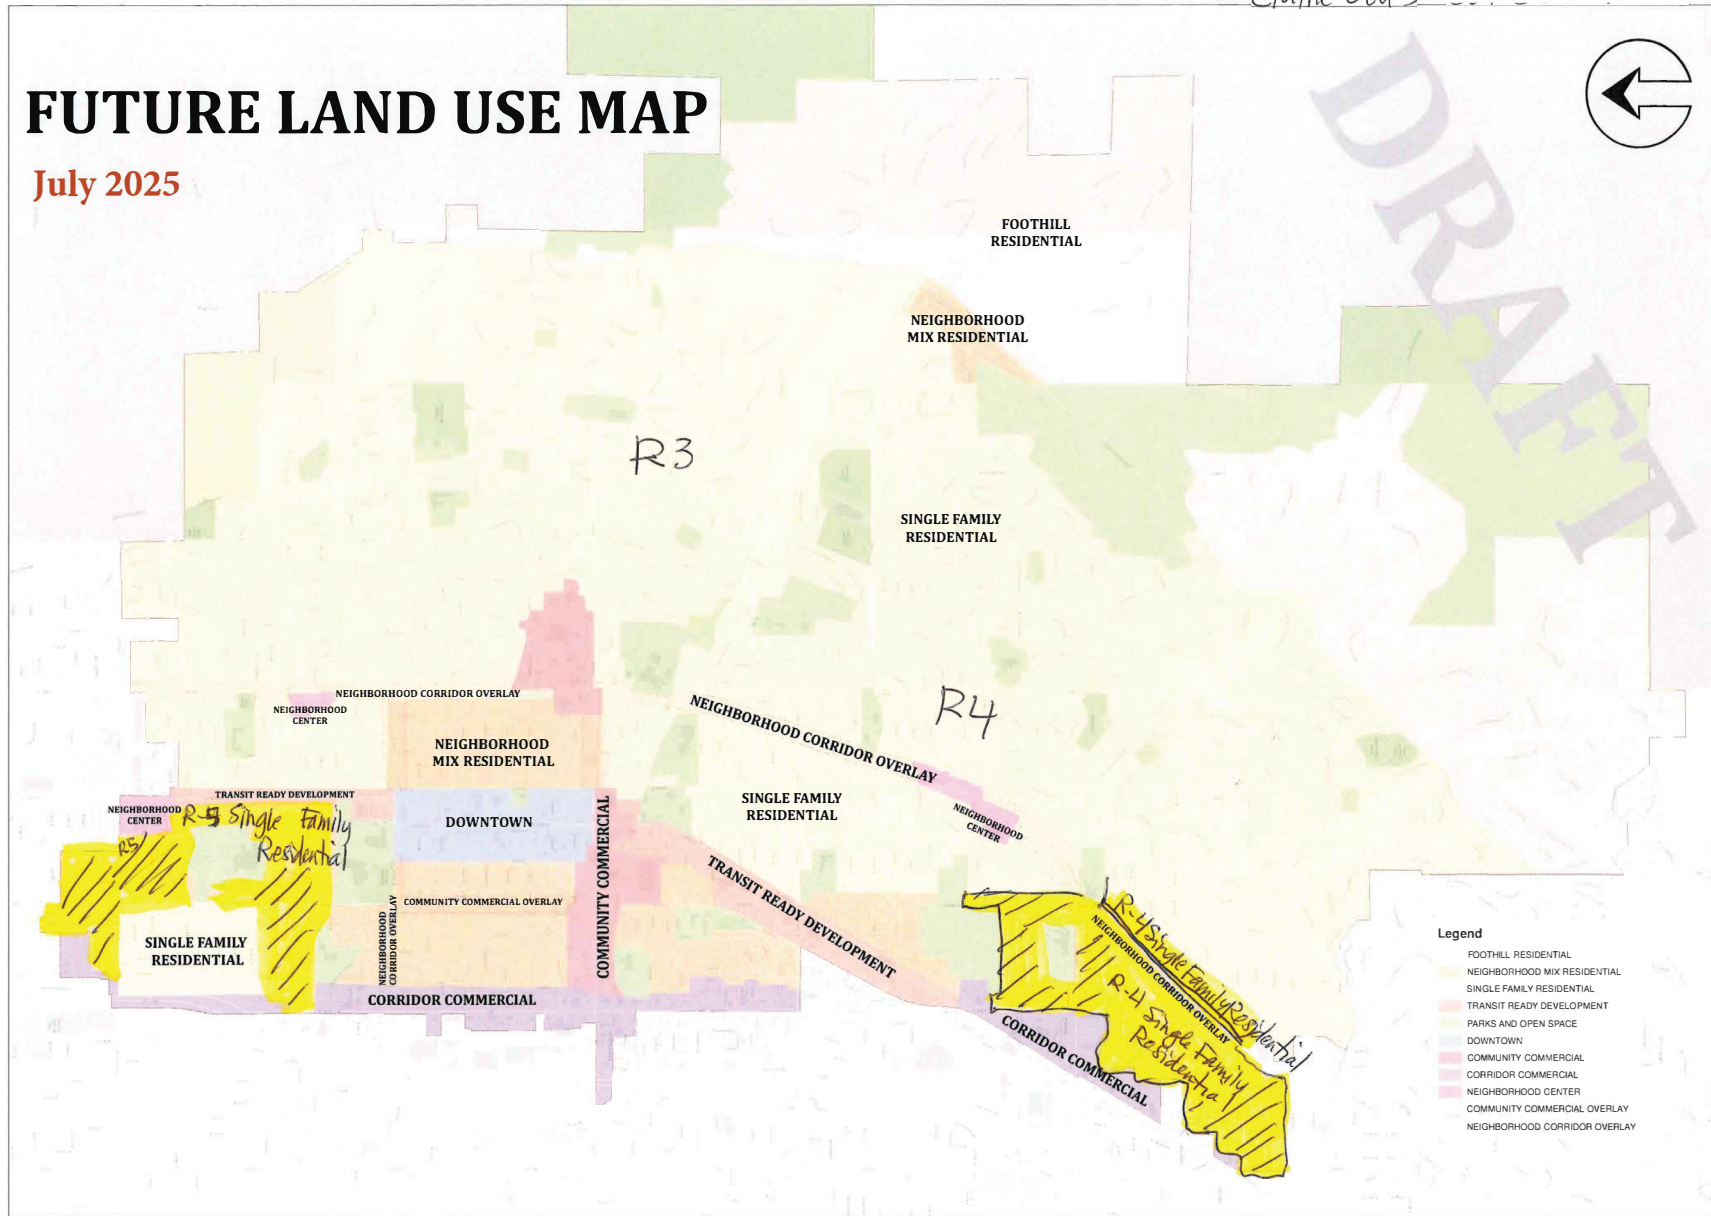 FUTURE LAND USE MAP
July 2025
DRAFT
FOOTHILL
RESIDENTIAL
NEIGHBORHOOD
MIX RESIDENTIAL
R3
SINGLE FAMILY
RESIDENTIAL
NEIGHBORHOOD CORRIDOR OVERLAY
NEIGHBORHOOD
CENTER
NEIGHBORHOOD CORRIDOR OVERLAY
R4
NEIGHBORHOOD
MIX RESIDENTIAL
TRANSIT READY DEVELOPMENT
NEIGHBORHOOD
CENTER
R-5 Single Family
Residential
R5
DOWNTOWN
COMMUNITY COMMERCIAL
SINGLE FAMILY
RESIDENTIAL
NEIGHBORHOOD
CENTER
TRANSIT READY DEVELOPMENT
COMMUNITY COMMERCIAL OVERLAY
NEIGHBORHOOD
CORRIDOR OVERLAY
SINGLE FAMILY
RESIDENTIAL
CORRIDOR COMMERCIAL
R-4 Single Family Residential
NEIGHBORHOOD CORRIDOR OVERLAY
R-4 Single Family
Residentia
CORRIDOR COMMERCIAL
Legend
FOOTHILL RESIDENTIAL
NEIGHBORHOOD MIX RESIDENTIAL
SINGLE FAMILY RESIDENTIAL
TRANSIT READY DEVELOPMENT
PARKS AND OPEN SPACE
DOWNTOWN
COMMUNITY COMMERCIAL
CORRIDOR COMMERCIAL
NEIGHBORHOOD CENTER
COMMUNITY COMMERCIAL OVERLAY
NEIGHBORHOOD CORRIDOR OVERLAY